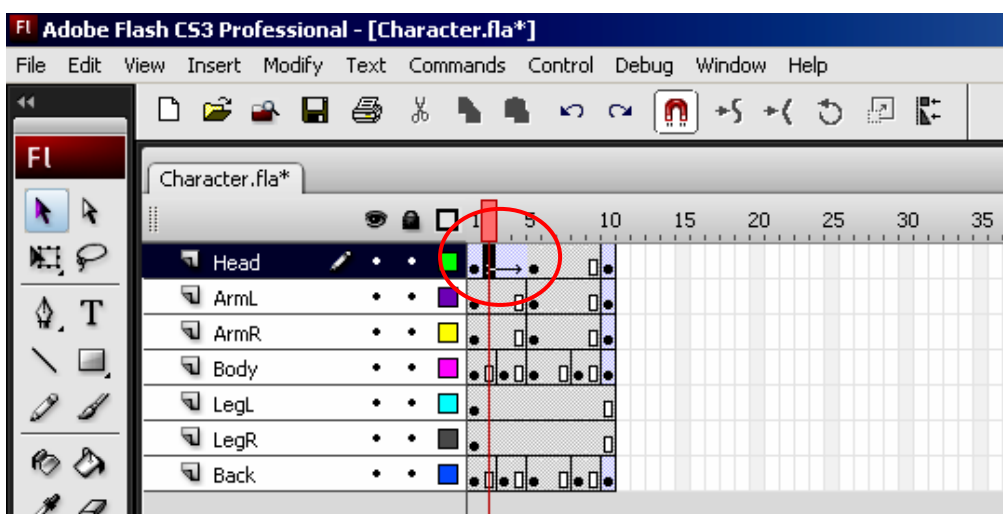 Fl Adobe Flash CS3 Professional - [Character.fla*]
File Edit View Insert Modify Text Commands Control Debug Window Help
Fl
Character.fla*
1 5 10 15 20 25 30 35
Head
ArmL
T
ArmR
Body
LegL
LegR
Back